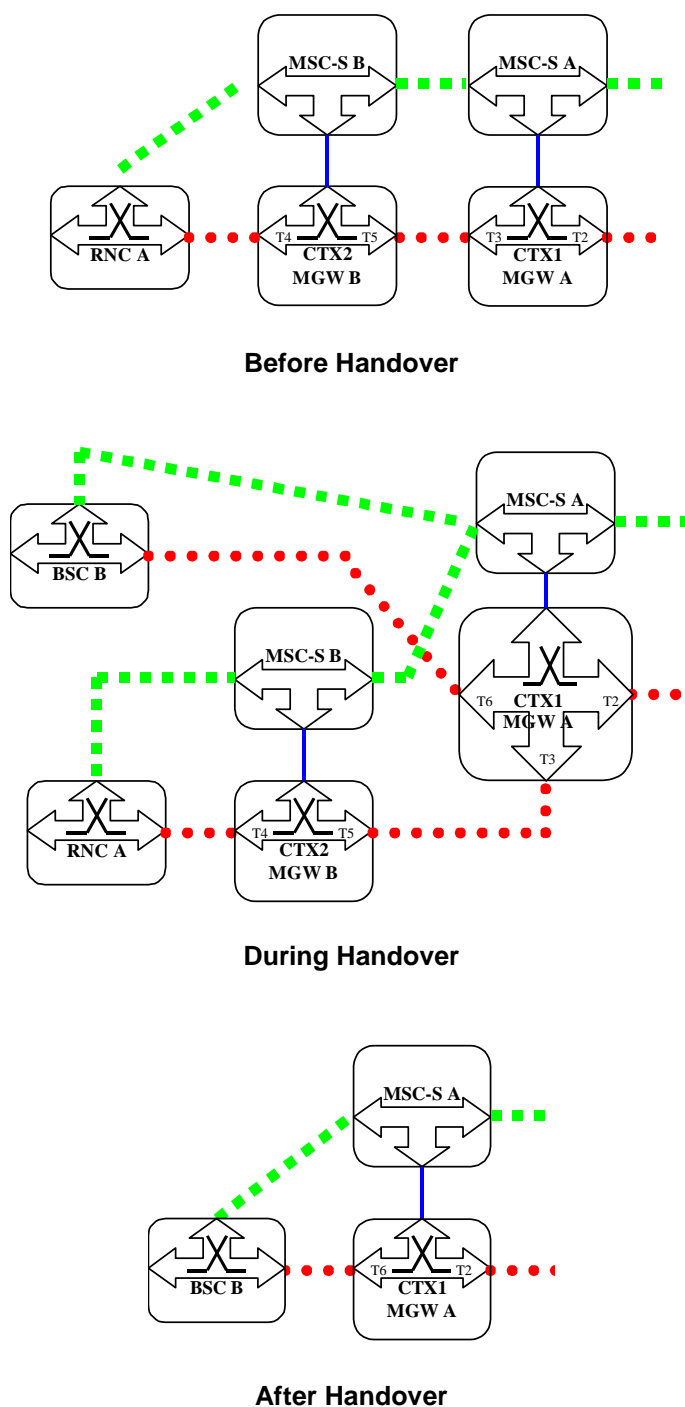 MSC-S B
MSC-S A
T4
T5
T3
T2
RNC A
CTX2
CTX1
MGW B
MGW A
Before Handover
MSC-S A
BSC B
MSC-S B
T6
CTX1
T2
MGW A
T3
T4
T5
RNC A
CTX2
MGW B
During Handover
MSC-S A
T6
T2
BSC B
CTX1
MGW A
After Handover